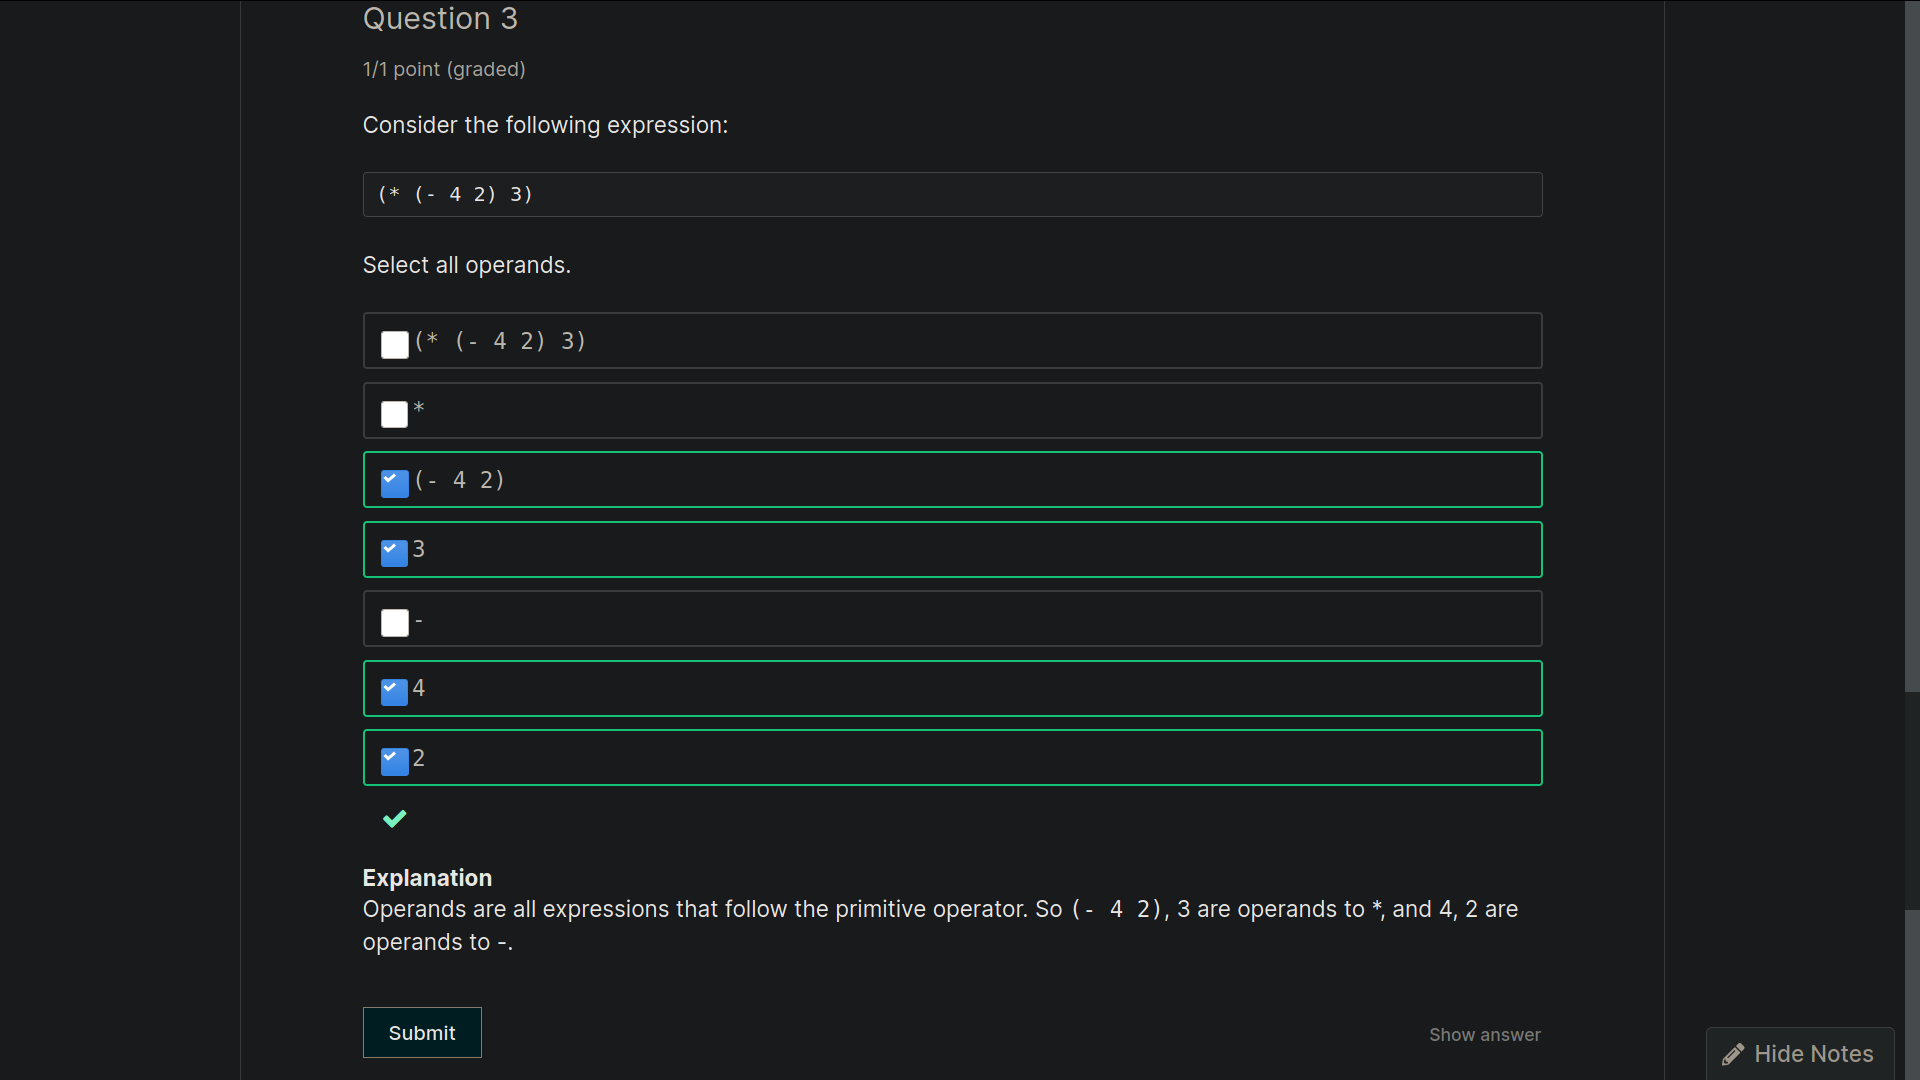 Question 3
1/1 point (graded)
Consider the following expression:
(* (- 4 2) 3)
Select all operands.
(* (- 4 2) 3)
*
(- 4 2)
3
-
4
2
Explanation
Operands are all expressions that follow the primitive operator. So (- 4 2), 3 are operands to *, and 4, 2 are
operands to -.
Submit
Show answer
Hide Notes